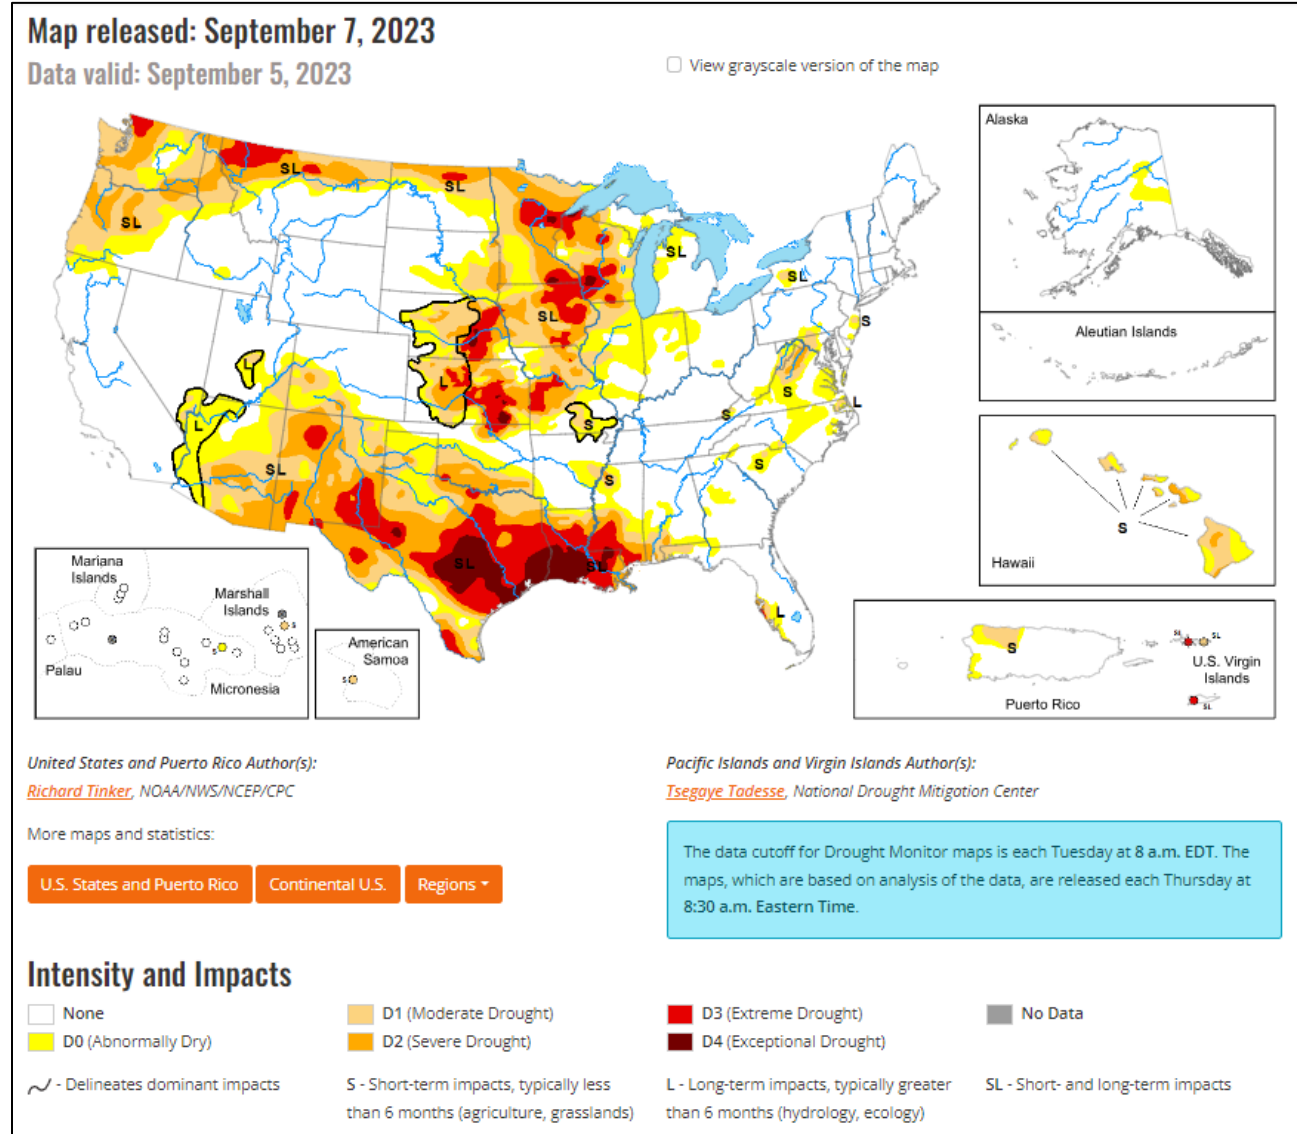 Map released: September 7, 2023
Data valid: September 5, 2023
View grayscale version of the map
Alaska
Aleutian Islands
Hawaii
S
Puerto Rico
S
U.S. Virgin
Islands
SL
SL
SL
Mariana
Islands
Marshall
Islands
S
S
Palau
Micronesia
American
Samoa
S
SL
SL
SL
SL
SL
S
SL
L
L
L
S
S
S
L
SL
S
S
SL
SL
L
United States and Puerto Rico Author(s):
Richard Tinker, NOAA/NWS/NCEP/CPC
Pacific Islands and Virgin Islands Author(s):
Tsegaye Tadesse, National Drought Mitigation Center
More maps and statistics:
U.S. States and Puerto Rico
Continental U.S.
Regions
The data cutoff for Drought Monitor maps is each Tuesday at 8 a.m. EDT. The
maps, which are based on analysis of the data, are released each Thursday at
8:30 a.m. Eastern Time.
Intensity and Impacts
None
D1 (Moderate Drought)
D3 (Extreme Drought)
No Data
D0 (Abnormally Dry)
D2 (Severe Drought)
D4 (Exceptional Drought)
- Delineates dominant impacts
S - Short-term impacts, typically less
than 6 months (agriculture, grasslands)
L - Long-term impacts, typically greater
than 6 months (hydrology, ecology)
SL - Short- and long-term impacts